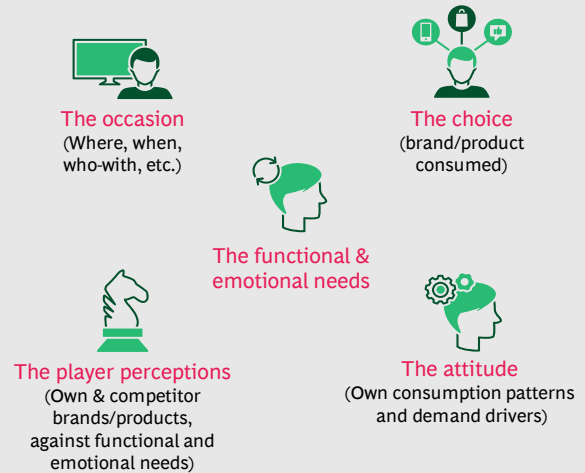 The occasion
(Where, when,
who-with, etc.)
The choice
(brand/product
consumed)
The functional &
emotional needs
The player perceptions
(Own & competitor
brands/products,
against functional and
emotional needs)
The attitude
(Own consumption patterns
and demand drivers)